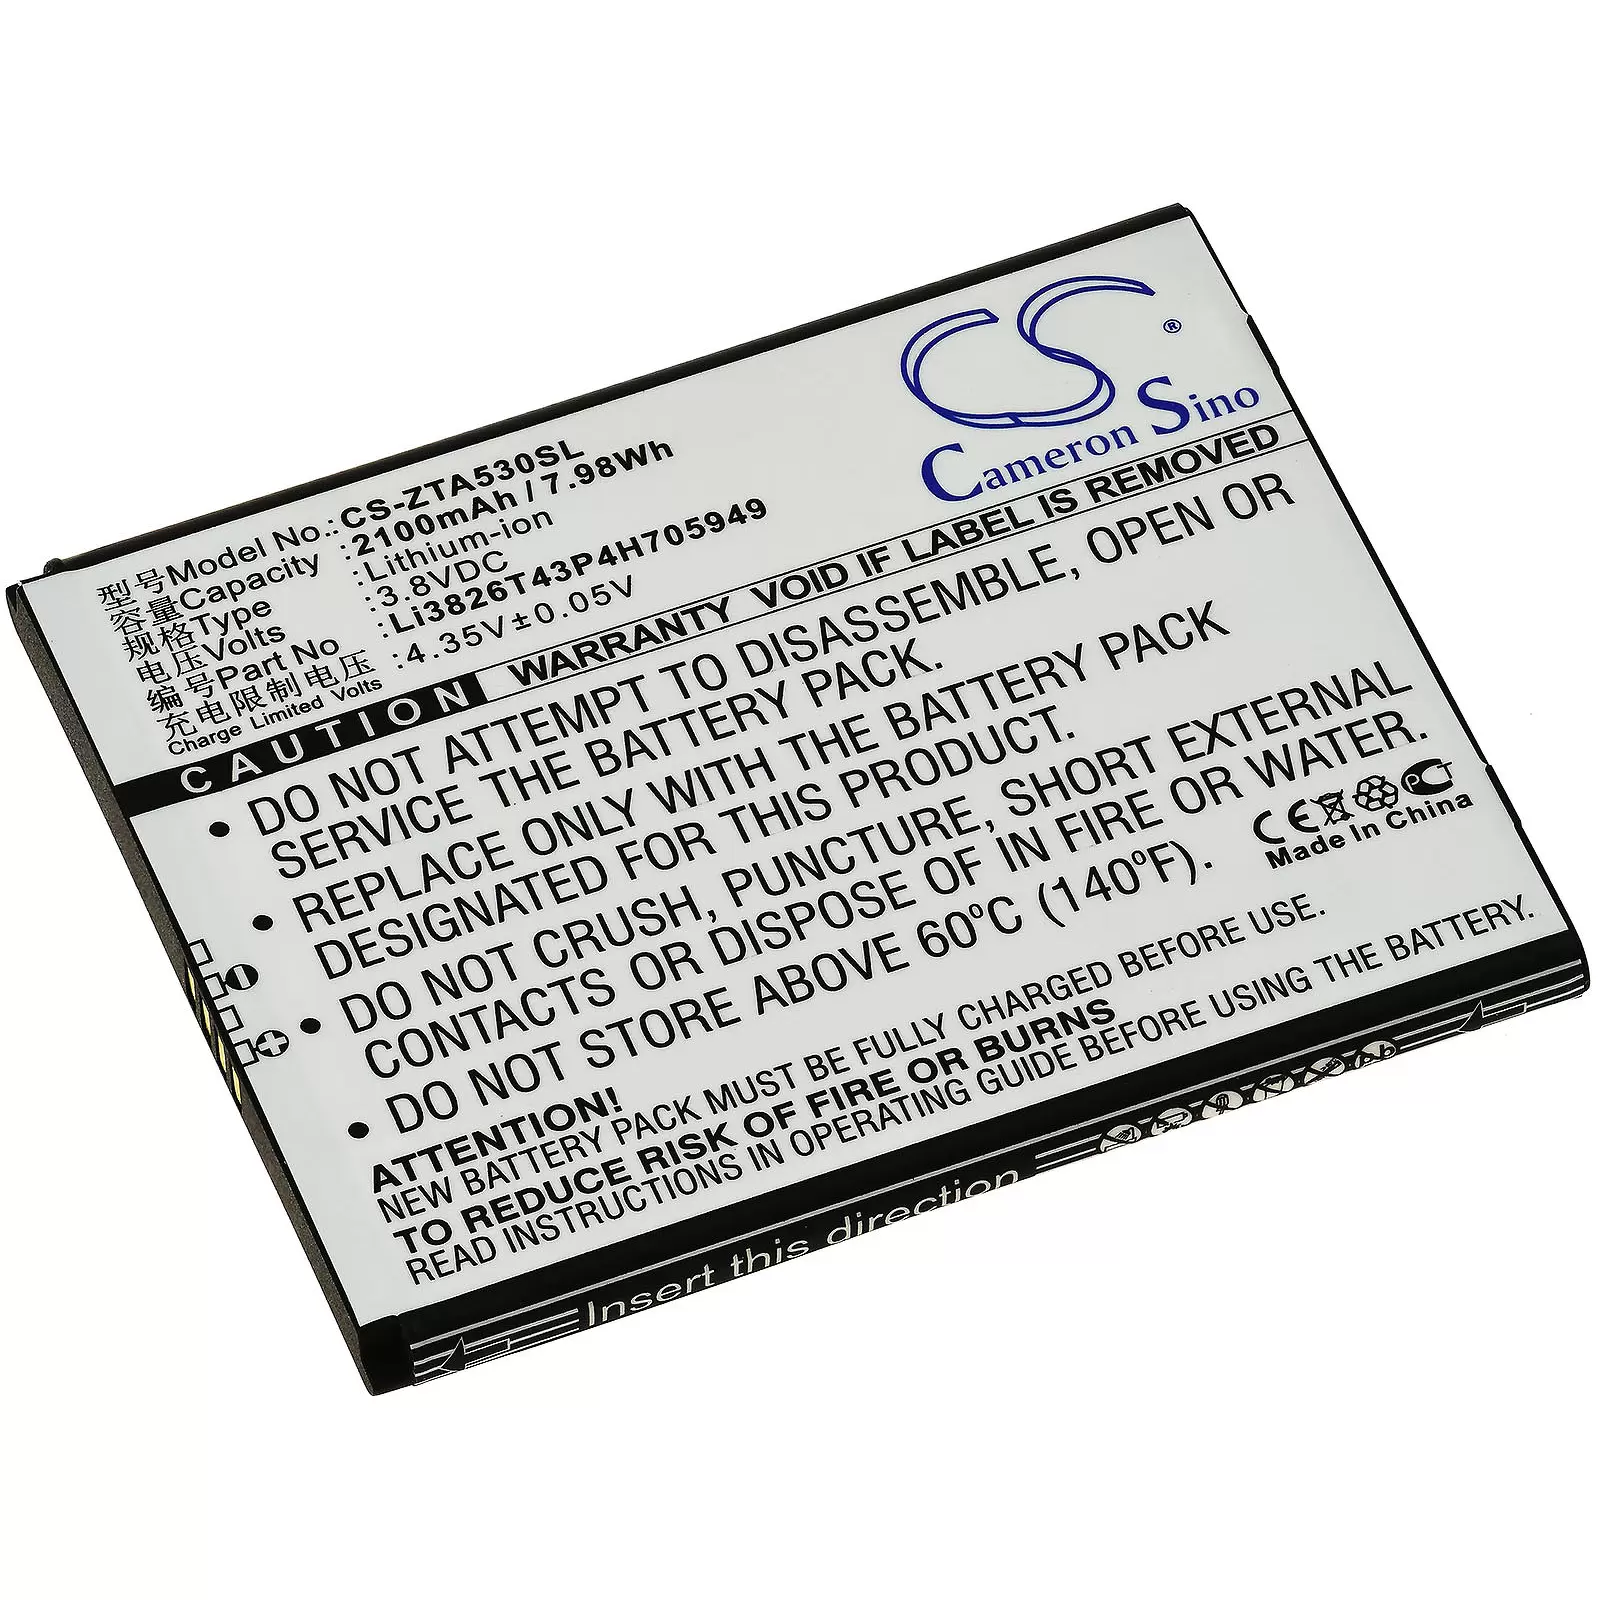 CS®
Cameron Sino
型号Model No.:CS-ZTA530SL
容量Capacity :2100mAh / 7.98Wh
规格Type :Lithium-ion
电压Volts :3.8VDC
编号Part No :Li3826T43P4H705949
充电限制电压 :4.35V±0.05V
Charge Limited Volts
CAUTION WARRANTY VOID IF LABEL IS REMOVED
• DO NOT ATTEMPT TO DISASSEMBLE, OPEN OR
SERVICE THE BATTERY PACK.
• REPLACE ONLY WITH THE BATTERY PACK
DESIGNATED FOR THIS PRODUCT.
• DO NOT CRUSH, PUNCTURE, SHORT EXTERNAL
CONTACTS OR DISPOSE OF IN FIRE OR WATER.
• DO NOT STORE ABOVE 60°C (140°F).
CE PCT
Made In China
ATTENTION!
NEW BATTERY PACK MUST BE FULLY CHARGED BEFORE USE.
TO REDUCE RISK OF FIRE OR BURNS
READ INSTRUCTIONS IN OPERATING GUIDE BEFORE USING THE BATTERY.
Insert this direction